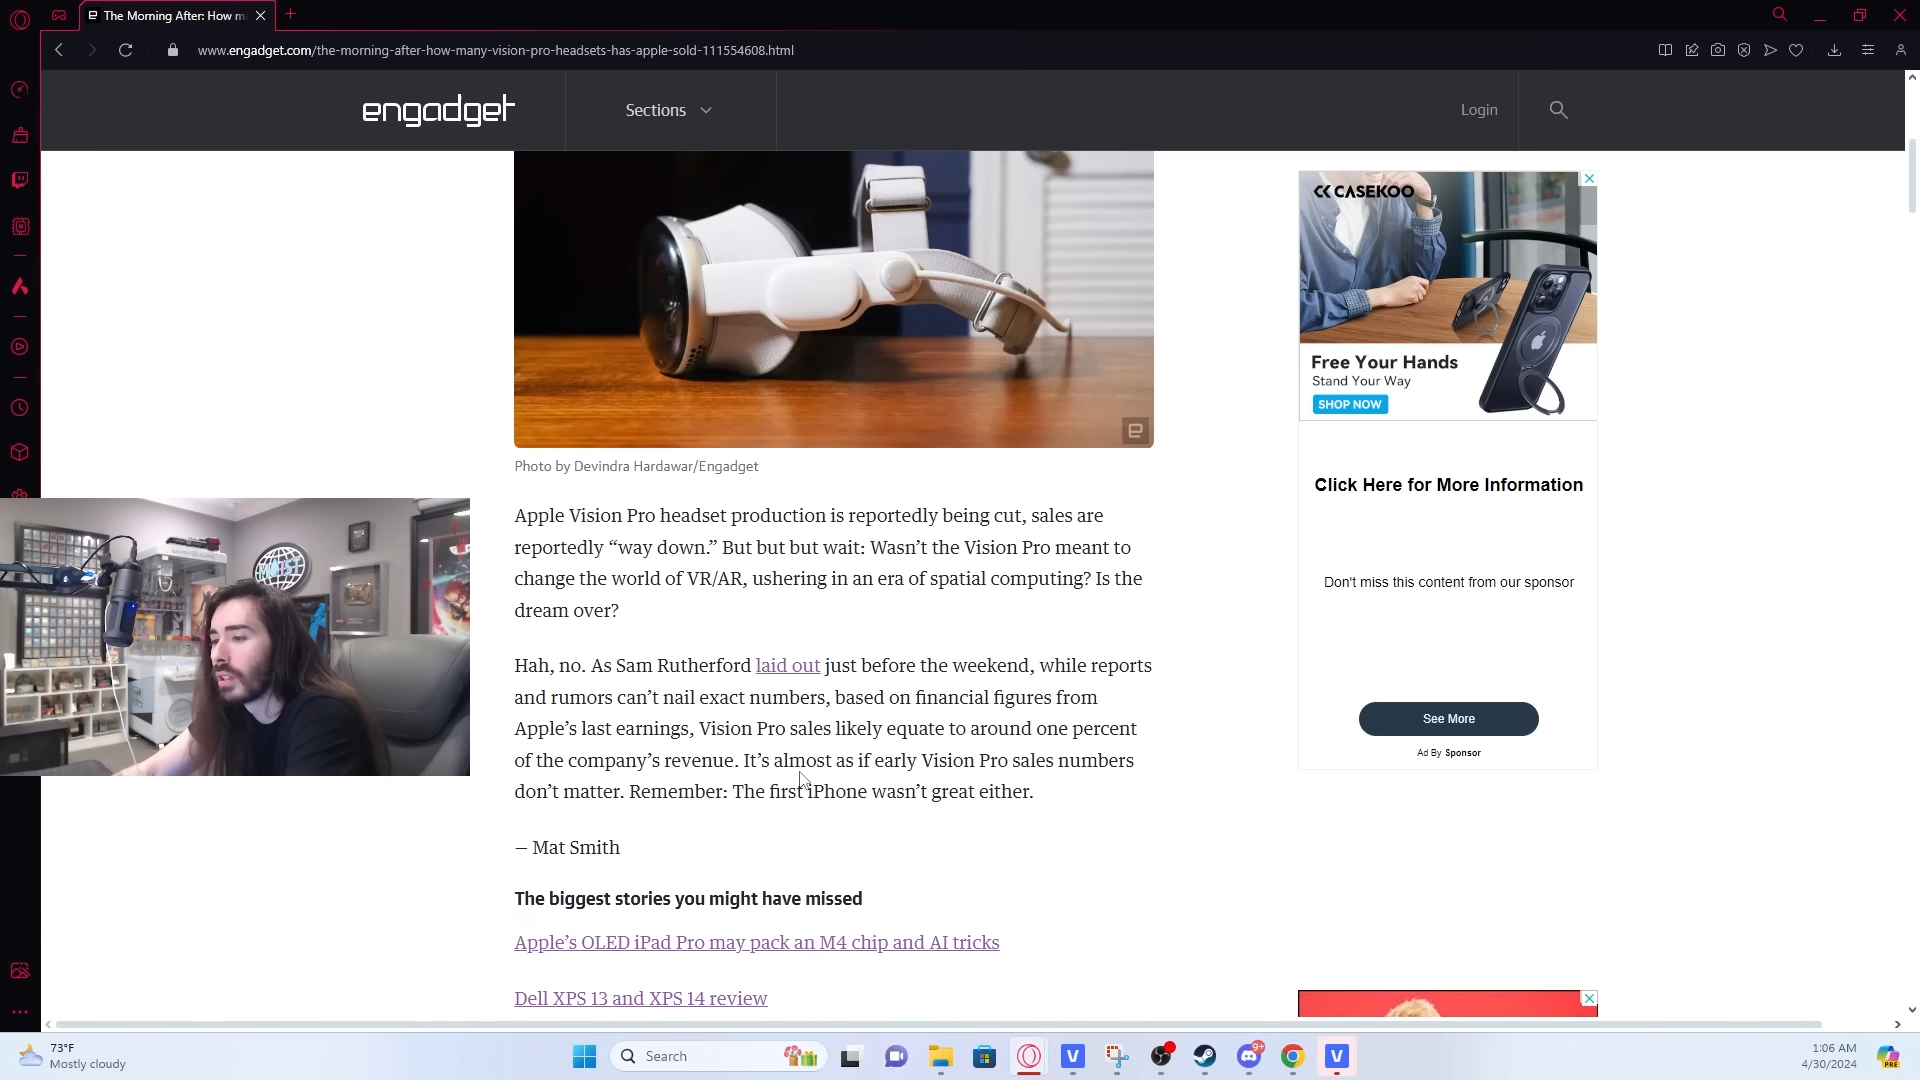 The Morning After: How m
www.engadget.com/the-morning-after-how-many-vision-pro-headsets-has-apple-sold-111554608.html
engadget
Sections
Login
Photo by Devindra Hardawar/Engadget
Apple Vision Pro headset production is reportedly being cut, sales are
reportedly “way down.” But but but wait: Wasn’t the Vision Pro meant to
change the world of VR/AR, ushering in an era of spatial computing? Is the
dream over?
Hah, no. As Sam Rutherford laid out just before the weekend, while reports
and rumors can’t nail exact numbers, based on financial figures from
Apple’s last earnings, Vision Pro sales likely equate to around one percent
of the company’s revenue. It’s almost as if early Vision Pro sales numbers
don’t matter. Remember: The first iPhone wasn’t great either.
— Mat Smith
The biggest stories you might have missed
Apple’s OLED iPad Pro may pack an M4 chip and AI tricks
Dell XPS 13 and XPS 14 review
CASEKOO
Free Your Hands
Stand Your Way
SHOP NOW
Click Here for More Information
Don't miss this content from our sponsor
See More
Ad By Sponsor
MOIST
73°F
Mostly cloudy
Search
9+
1:06 AM
4/30/2024
PRE